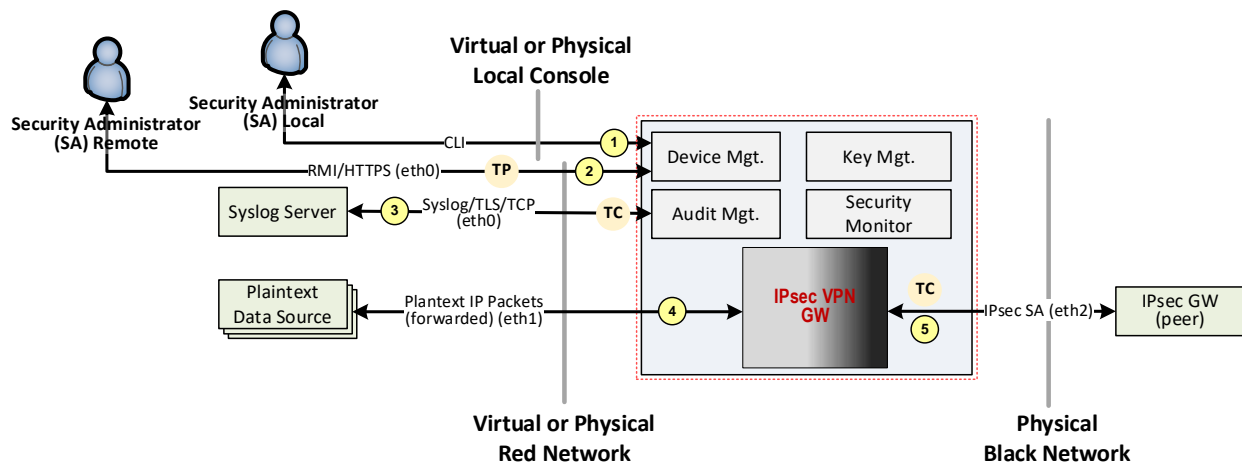 Virtual or Physical
Local Console
Security Administrator
(SA) Local
Security Administrator
(SA) Remote
CLI
1
RMI/HTTPS (eth0)
TP
2
Device Mgt.
Key Mgt.
Syslog Server
3
Syslog/TLS/TCP
(eth0)
TC
Audit Mgt.
Security
Monitor
Plaintext
Data Source
Plantext IP Packets
(forwarded) (eth1)
4
IPsec VPN
GW
TC
5
IPsec SA (eth2)
IPsec GW
(peer)
Virtual or Physical
Red Network
Physical
Black Network